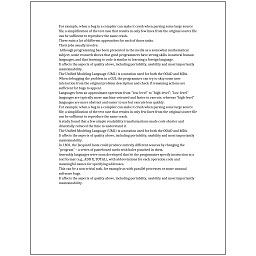 For example, when a bug in a compiler can make it crash when parsing some large source
file, a simplification of the test case that results in only few lines from the original source file
can be sufficient to reproduce the same crash.
There exist a lot of different approaches for each of those tasks.
Their jobs usually involve:
Although programming has been presented in the media as a somewhat mathematical
subject, some research shows that good programmers have strong skills in natural human
languages, and that learning to code is similar to learning a foreign language.
It affects the aspects of quality above, including portability, usability and most importantly
maintainability.
The Unified Modeling Language (UML) is a notation used for both the OOAD and MDA.
When debugging the problem in a GUI, the programmer can try to skip some user
interaction from the original problem description and check if remaining actions are
sufficient for bugs to appear.
Languages form an approximate spectrum from "low-level" to "high-level"; "low-level"
languages are typically more machine-oriented and faster to execute, whereas "high-level"
languages are more abstract and easier to use but execute less quickly.
For example, when a bug in a compiler can make it crash when parsing some large source
file, a simplification of the test case that results in only few lines from the original source file
can be sufficient to reproduce the same crash.
A study found that a few simple readability transformations made code shorter and
drastically reduced the time to understand it.
The Unified Modeling Language (UML) is a notation used for both the OOAD and MDA.
It affects the aspects of quality above, including portability, usability and most importantly
maintainability.
In 1801, the Jacquard loom could produce entirely different weaves by changing the
"program" – a series of pasteboard cards with holes punched in them.
Assembly languages were soon developed that let the programmer specify instruction in a
text format (e.g., ADD X, TOTAL), with abbreviations for each operation code and
meaningful names for specifying addresses.
This can be a non-trivial task, for example as with parallel processes or some unusual
software bugs.
It affects the aspects of quality above, including portability, usability and most importantly
maintainability.